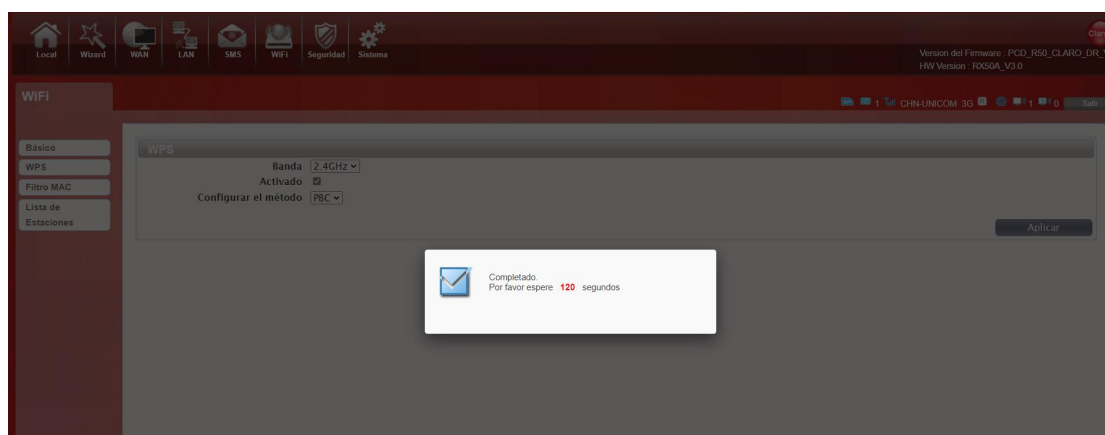 Local Wizard WAN LAN SMS WiFi Seguridad Sistema
Claro
Version del Firmware : PCD_R50_CLARO_DR_
HW Version : RX50A_V3.0
WiFi
1 CHN-UNICOM 3G 1 0 Salir
Básico
WPS
Filtro MAC
Lista de
Estaciones
WPS
Banda 2.4GHz
Activado
Configurar el método PBC
Aplicar
Completado.
Por favor espere 120 segundos